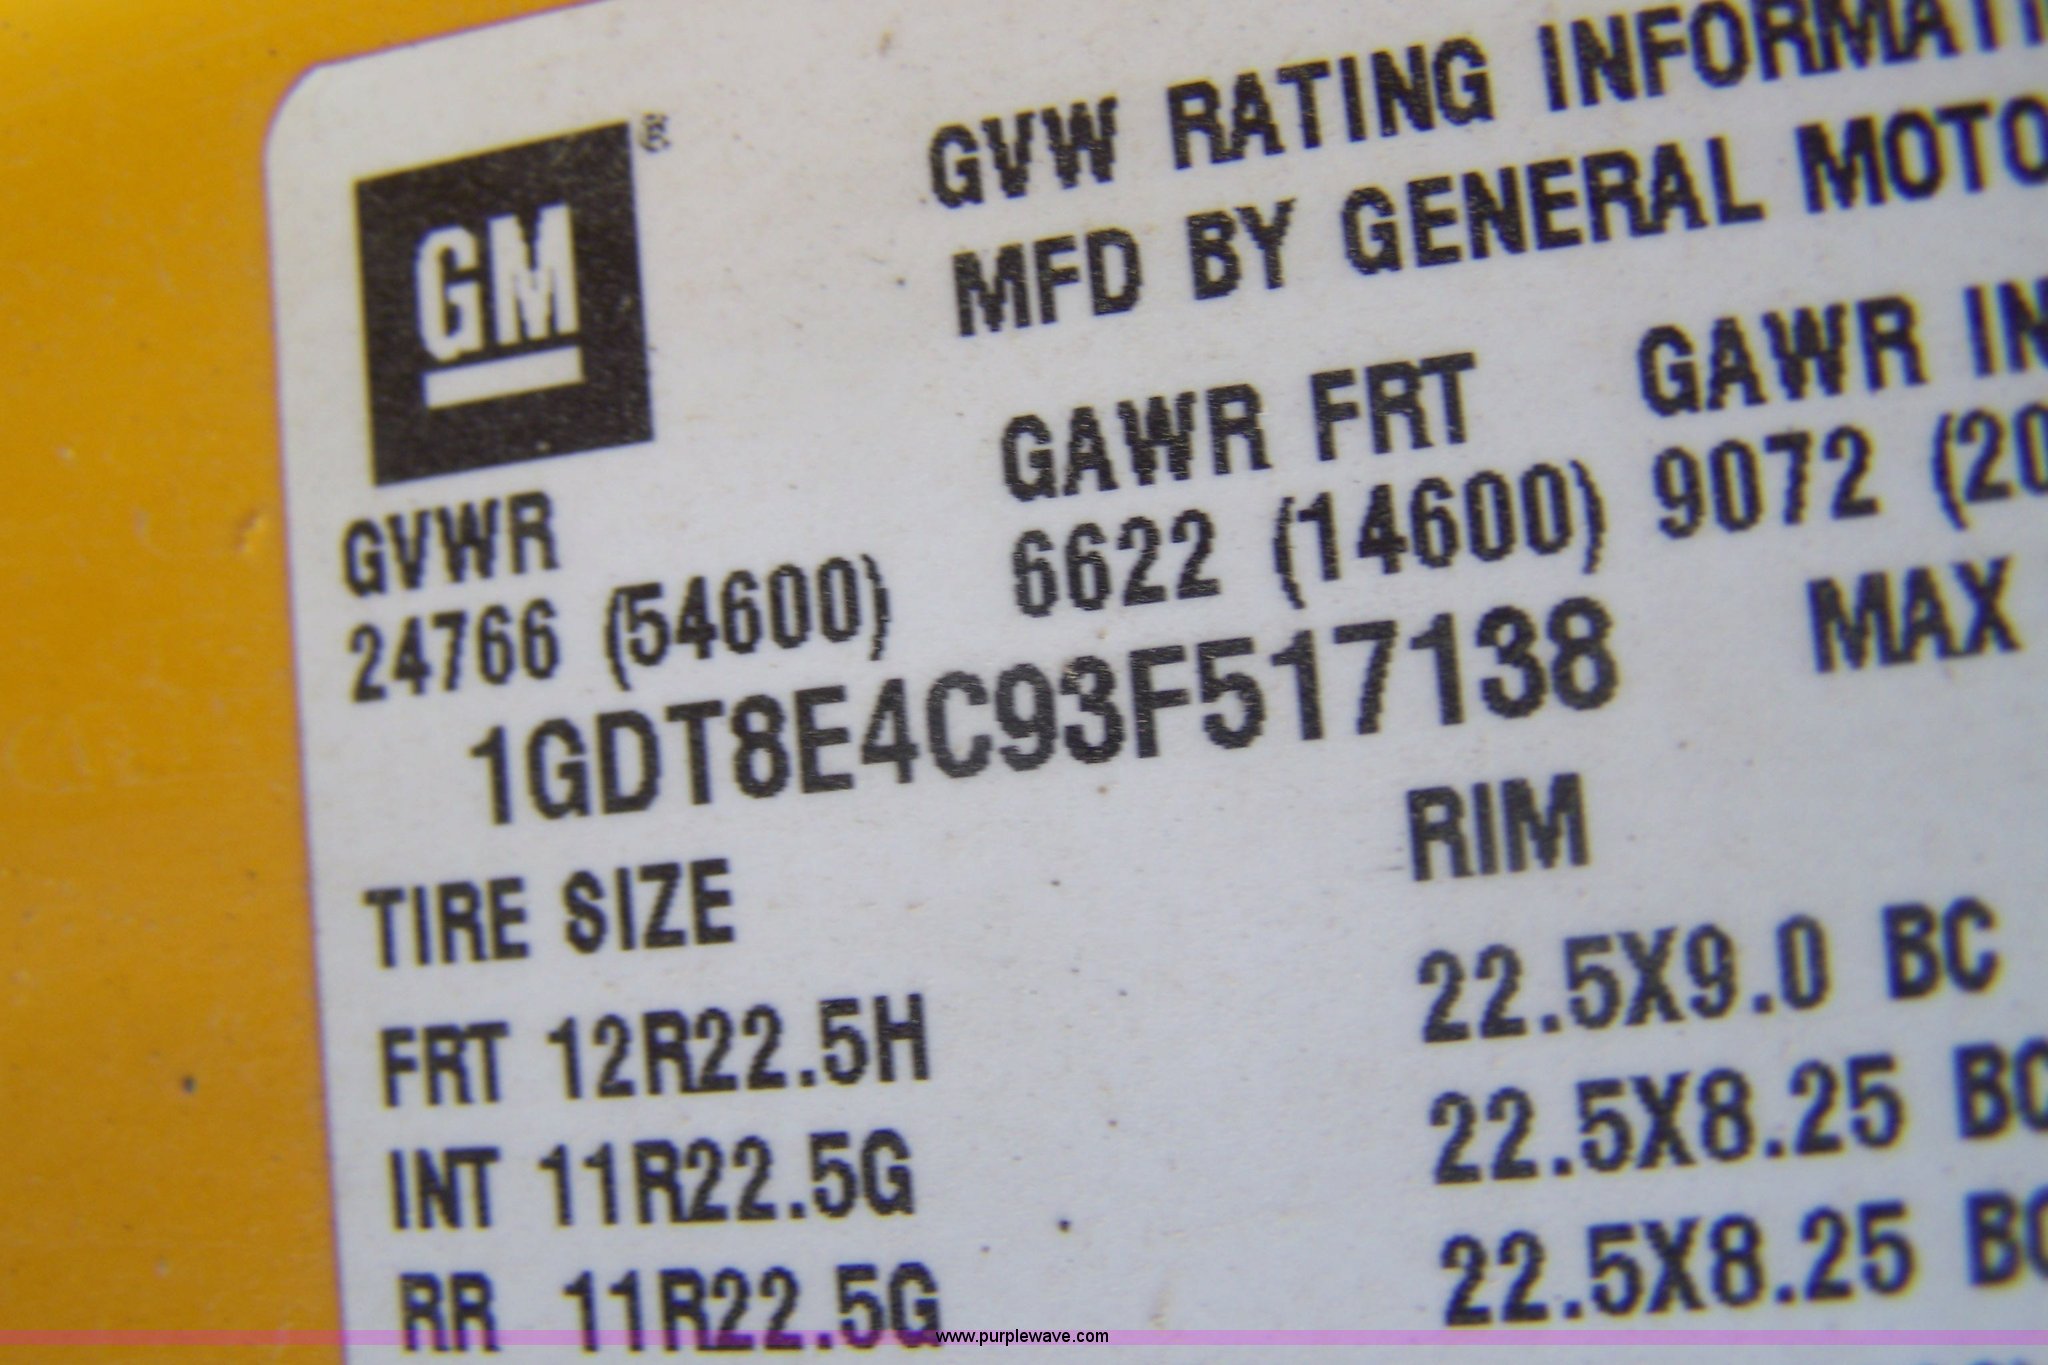 GM®
GVW RATING INFORMATI
MFD BY GENERAL MOTO
GVWR GAWR FRT GAWR IN
24766 (54600) 6622 (14600) 9072 (20
1GDT8E4C93F517138 MAX
TIRE SIZE RIM
FRT 12R22.5H 22.5X9.0 BC
INT 11R22.5G 22.5X8.25 BC
RR 11R22.5G 22.5X8.25 BC
www.purplewave.com